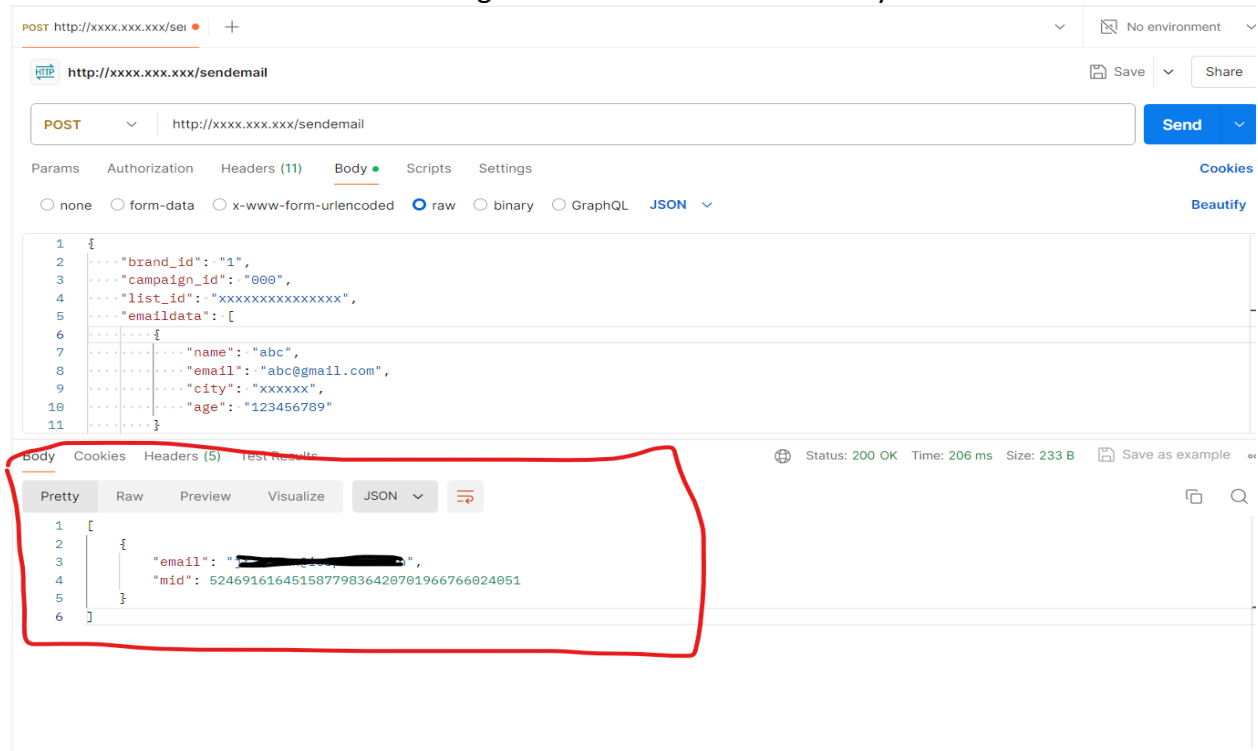 POST http://xxxx.xxx.xxx/sei
No environment
HTTP http://xxxx.xxx.xxx/sendemail
Save Share
POST http://xxxx.xxx.xxx/sendemail Send
Params Authorization Headers (11) Body Scripts Settings Cookies
none form-data x-www-form-urlencoded raw binary GraphQL JSON Beautify
1 {
2 "brand_id": "1",
3 "campaign_id": "000",
4 "list_id": "xxxxxxxxxxxxxxx",
5 "emaildata": [
6 {
7 "name": "abc",
8 "email": "abc@gmail.com",
9 "city": "xxxxxx",
10 "age": "123456789"
11 }
Body Cookies Headers (5) Test Results Status: 200 OK Time: 206 ms Size: 233 B Save as example
Pretty Raw Preview Visualize JSON
1 [
2 {
3 "email": "
4 "mid": 52469161645158779836420701966766024051
5 }
6 ]